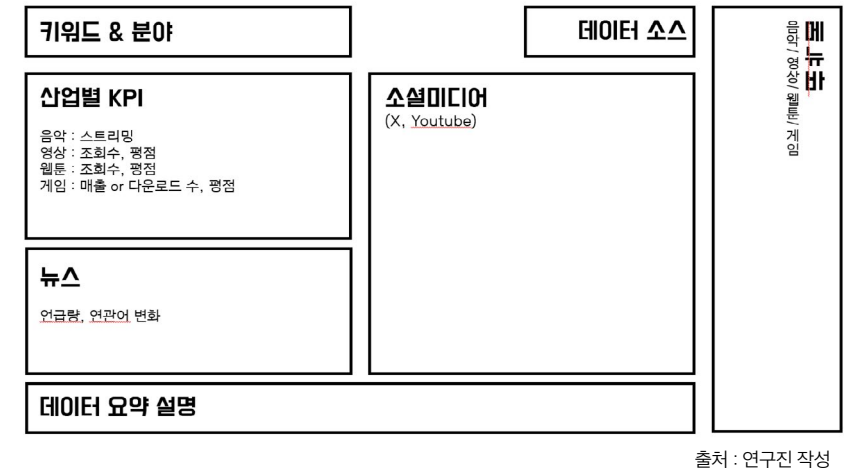 키워드 & 분야
데이터 소스
산업별 KPI
음악 : 스트리밍
영상 : 조회수, 평점
웹툰 : 조회수, 평점
게임 : 매출 or 다운로드 수, 평점
소셜미디어
(X, Youtube)
뉴스
언급량, 연관어 변화
데이터 요약 설명
메뉴바
음악/영상/웹툰/게임
출처 : 연구진 작성